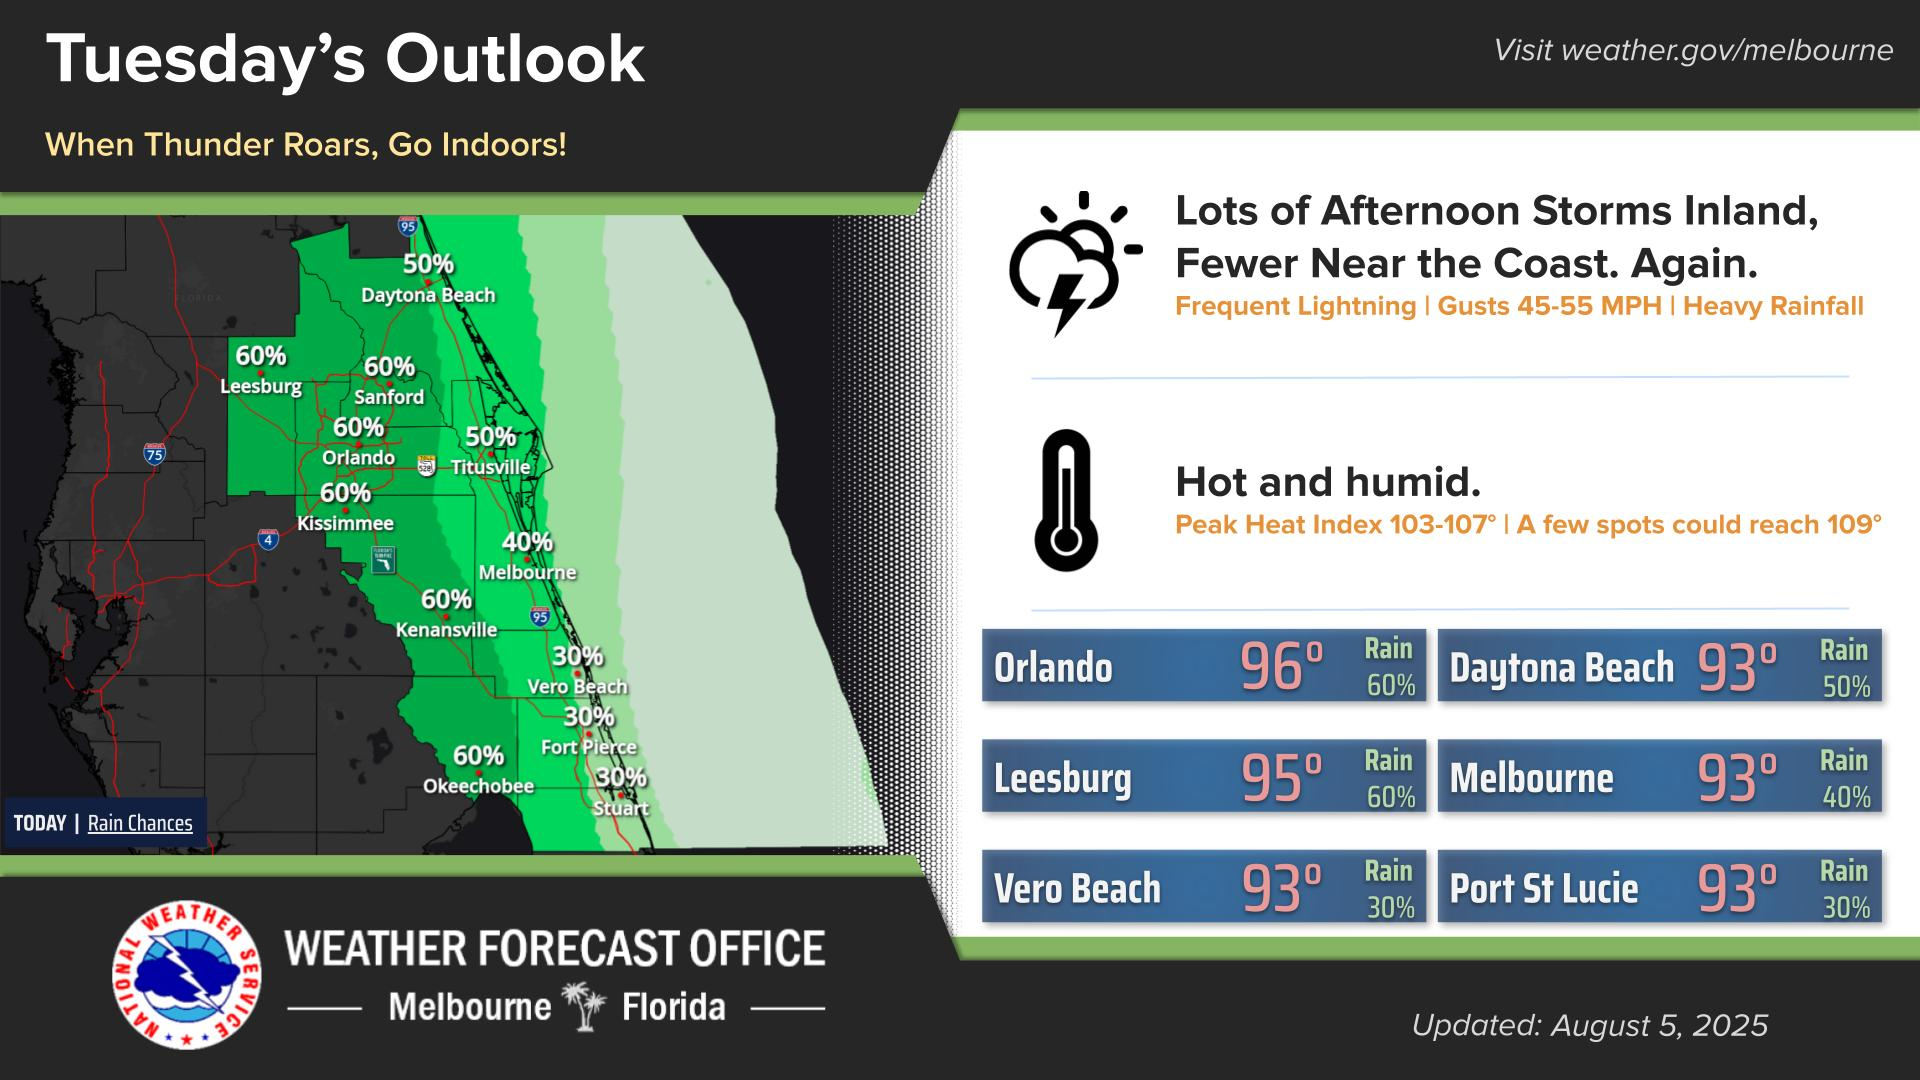 Tuesday's Outlook
Visit weather.gov/melbourne
When Thunder Roars, Go Indoors!
95
50%
Daytona Beach
FLORIDA
60%
Leesburg
60%
Sanford
60%
Orlando
50%
Titusville
75
TOLL
528
60%
Kissimmee
4
40%
Melbourne
60%
Kenansville
95
30%
Vero Beach
30%
Fort Pierce
60%
Okeechobee
30%
Stuart
TODAY | Rain Chances
Lots of Afternoon Storms Inland,
Fewer Near the Coast. Again.
Frequent Lightning | Gusts 45-55 MPH | Heavy Rainfall
Hot and humid.
Peak Heat Index 103-107° | A few spots could reach 109°
Orlando 96° Rain 60%
Daytona Beach 93° Rain 50%
Leesburg 95° Rain 60%
Melbourne 93° Rain 40%
Vero Beach 93° Rain 30%
Port St Lucie 93° Rain 30%
NATIONAL WEATHER SERVICE
WEATHER FORECAST OFFICE
Melbourne Florida
Updated: August 5, 2025